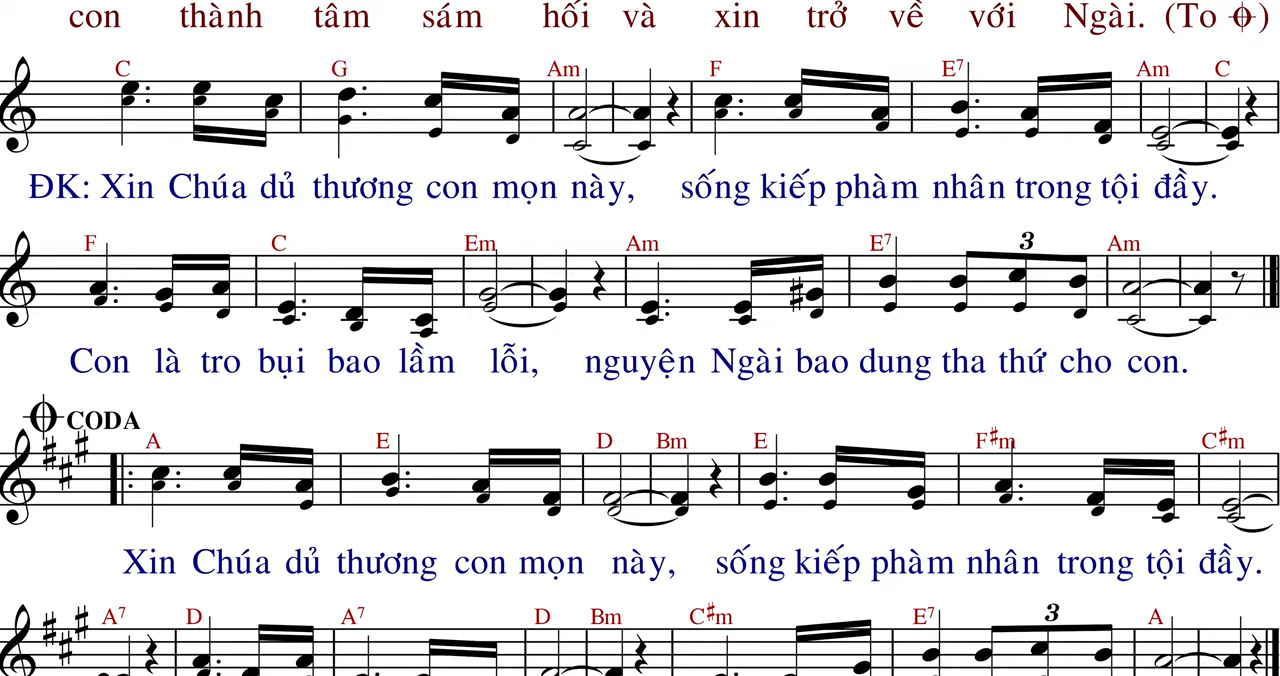 con thành tâm sám hối và xin trở về với Ngài. (To 𝄌)
C G Am F E7 Am C
ĐK: Xin Chúa dủ thương con mọn này, sống kiếp phàm nhân trong tội đầy.
F C Em Am E7 3 Am
Con là tro bụi bao lầm lỗi, nguyện Ngài bao dung tha thứ cho con.
𝄌 CODA
A E D Bm E F#m C#m
Xin Chúa dủ thương con mọn này, sống kiếp phàm nhân trong tội đầy.
A7 D A7 D Bm C#m E7 3 A